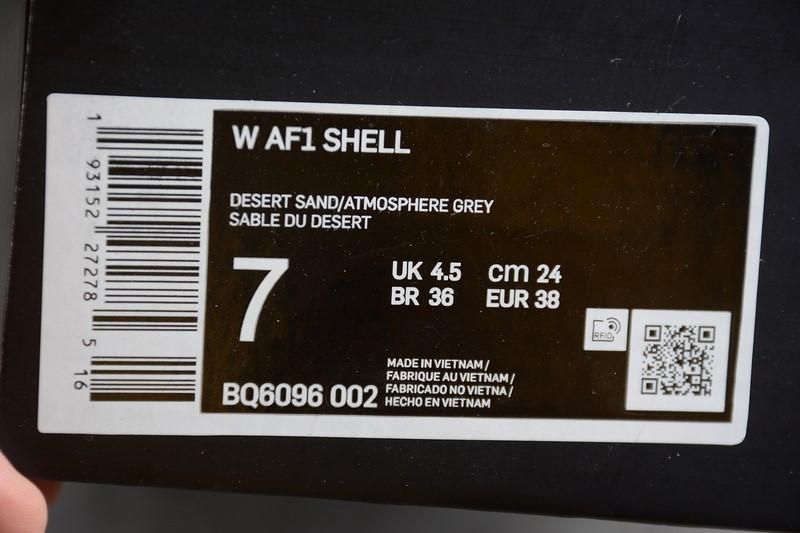 W AF1 SHELL
DESERT SAND/ATMOSPHERE GREY
SABLE DU DESERT
7
UK 4.5 cm 24
BR 36 EUR 38
RFID
BQ6096 002
MADE IN VIETNAM /
FABRIQUE AU VIETNAM /
FABRICADO NO VIETNA /
HECHO EN VIETNAM
1 93152 27278 5 16